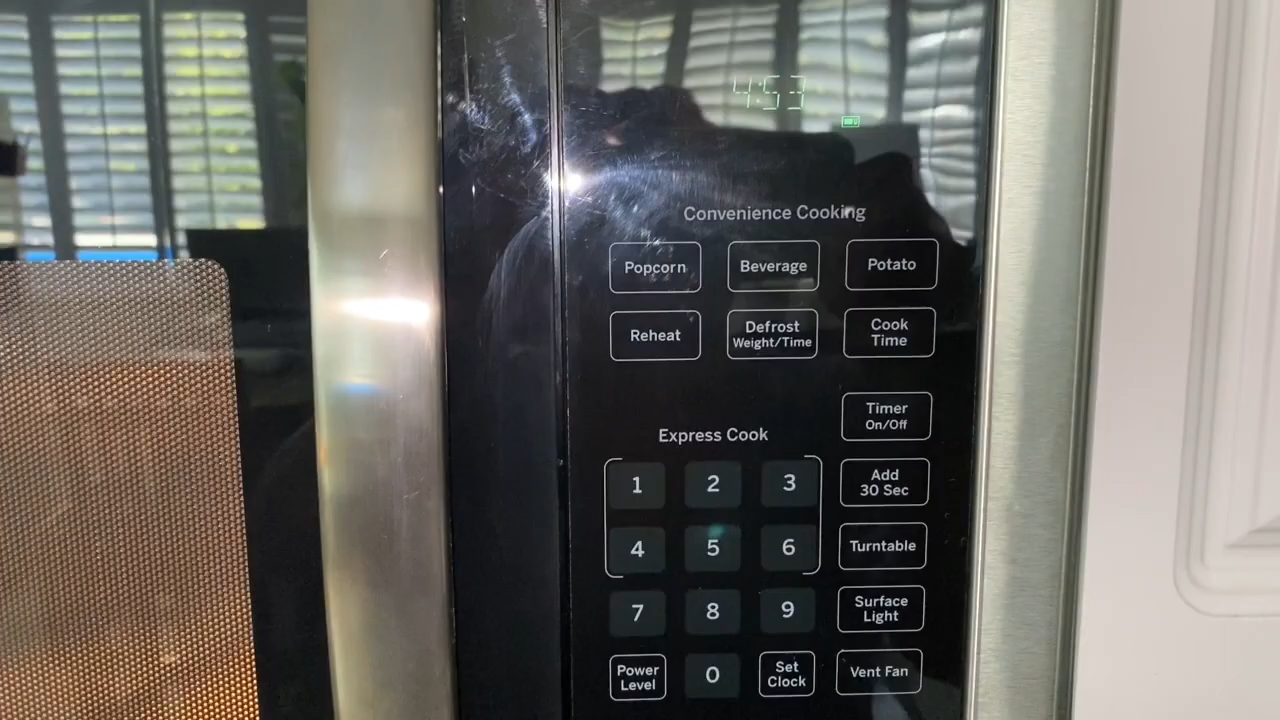 4:53
Convenience Cooking
Popcorn
Beverage
Potato
Reheat
Defrost
Weight/Time
Cook
Time
Timer
On/Off
Express Cook
1
2
3
Add
30 Sec
4
5
6
Turntable
7
8
9
Surface
Light
Power
Level
0
Set
Clock
Vent Fan